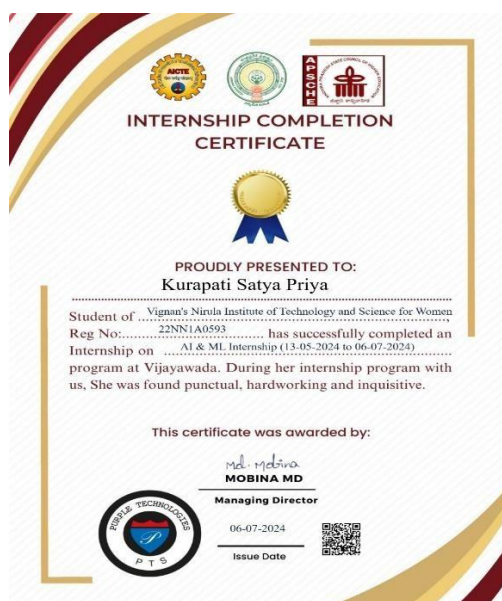 AICTE
APSCHE
INTERNSHIP COMPLETION
CERTIFICATE
PROUDLY PRESENTED TO:
Kurapati Satya Priya
Student of Vignan's Nirula Institute of Technology and Science for Women
Reg No: 22NN1A0593 has successfully completed an
Internship on AI & ML Internship (13-05-2024 to 06-07-2024)
program at Vijayawada. During her internship program with
us, She was found punctual, hardworking and inquisitive.
This certificate was awarded by:
Md. Mobina
MOBINA MD
Managing Director
06-07-2024
Issue Date
PURPLE TECHNOLOGIES
P
PTS